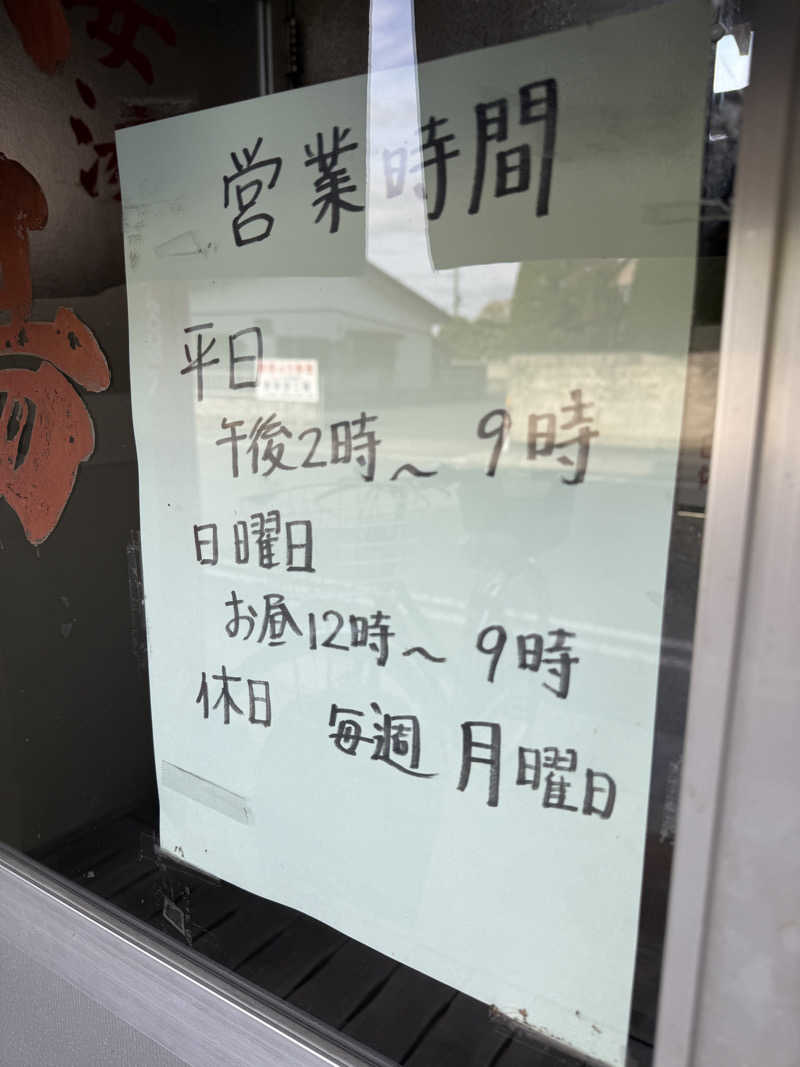 営業時間
平日
午後2時～9時
日曜日
お昼12時～9時
休日 毎週月曜日
湯